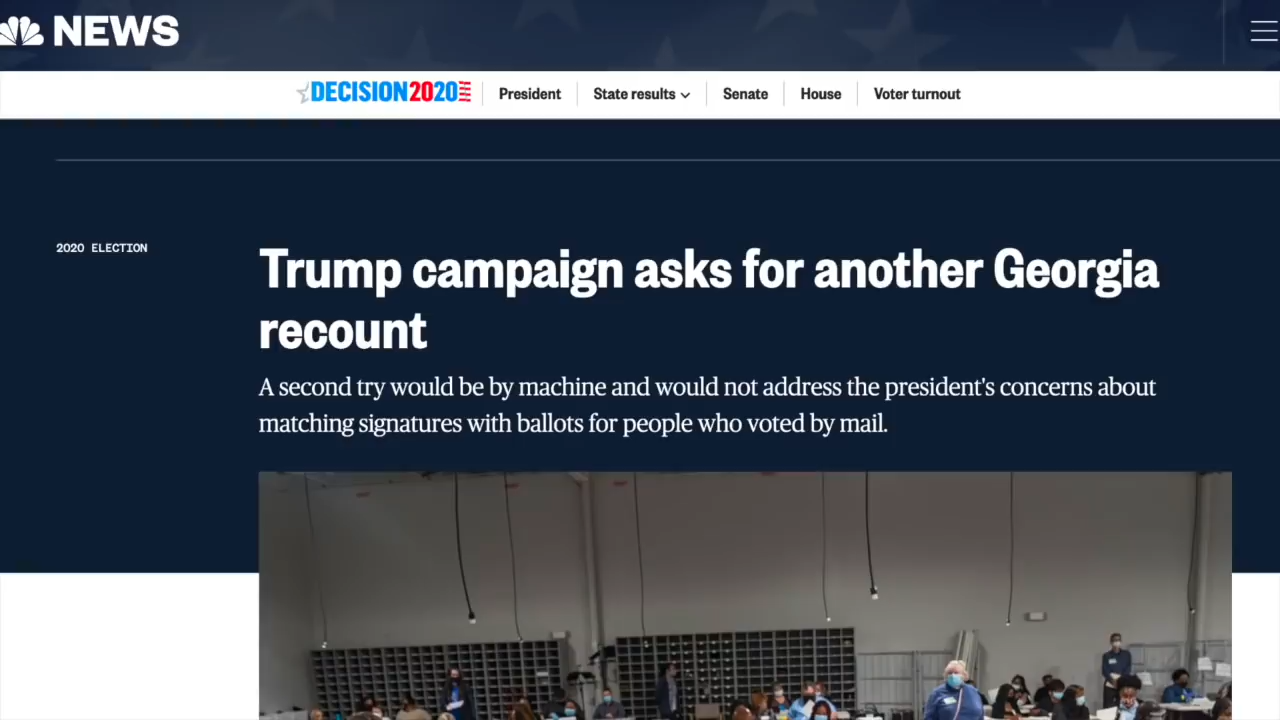 NEWS
DECISION2020
President
State results
Senate
House
Voter turnout
2020 ELECTION
Trump campaign asks for another Georgia
recount
A second try would be by machine and would not address the president's concerns about
matching signatures with ballots for people who voted by mail.